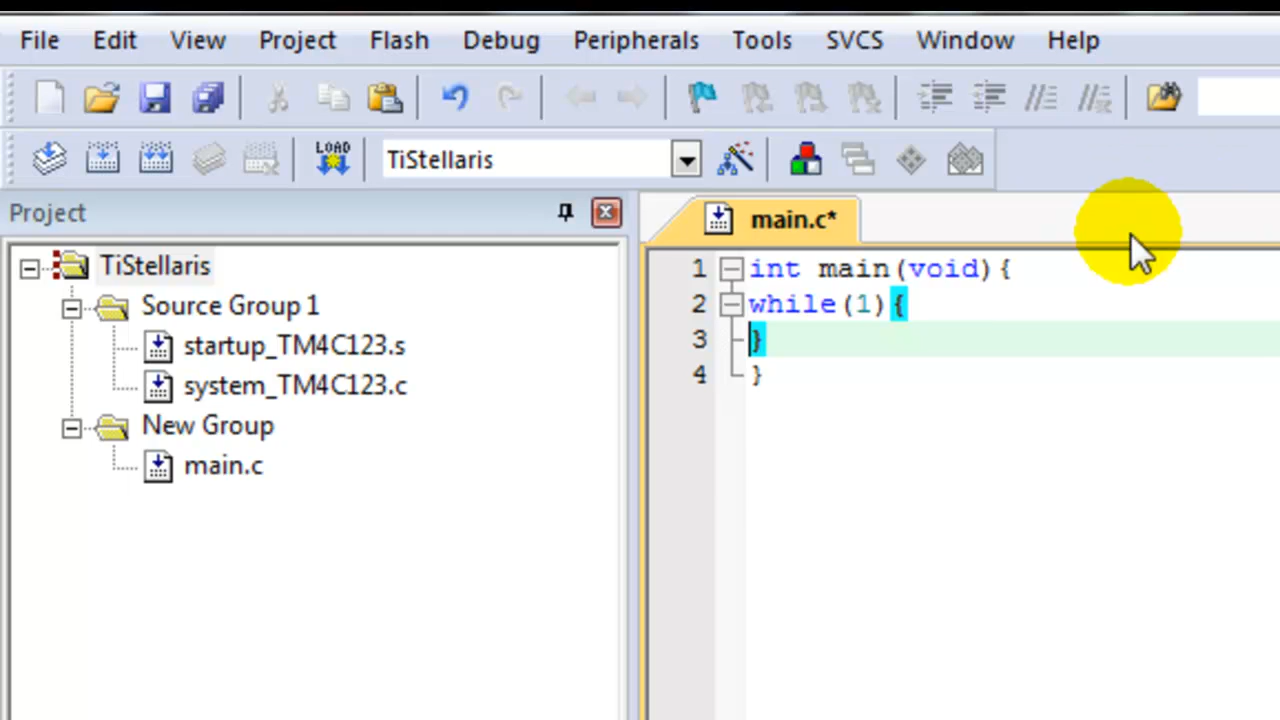 File Edit View Project Flash Debug Peripherals Tools SVCS Window Help
LOAD TiStellaris
Project
TiStellaris
Source Group 1
startup_TM4C123.s
system_TM4C123.c
New Group
main.c
main.c*
1 int main(void){
2 while(1){
3 }
4 }